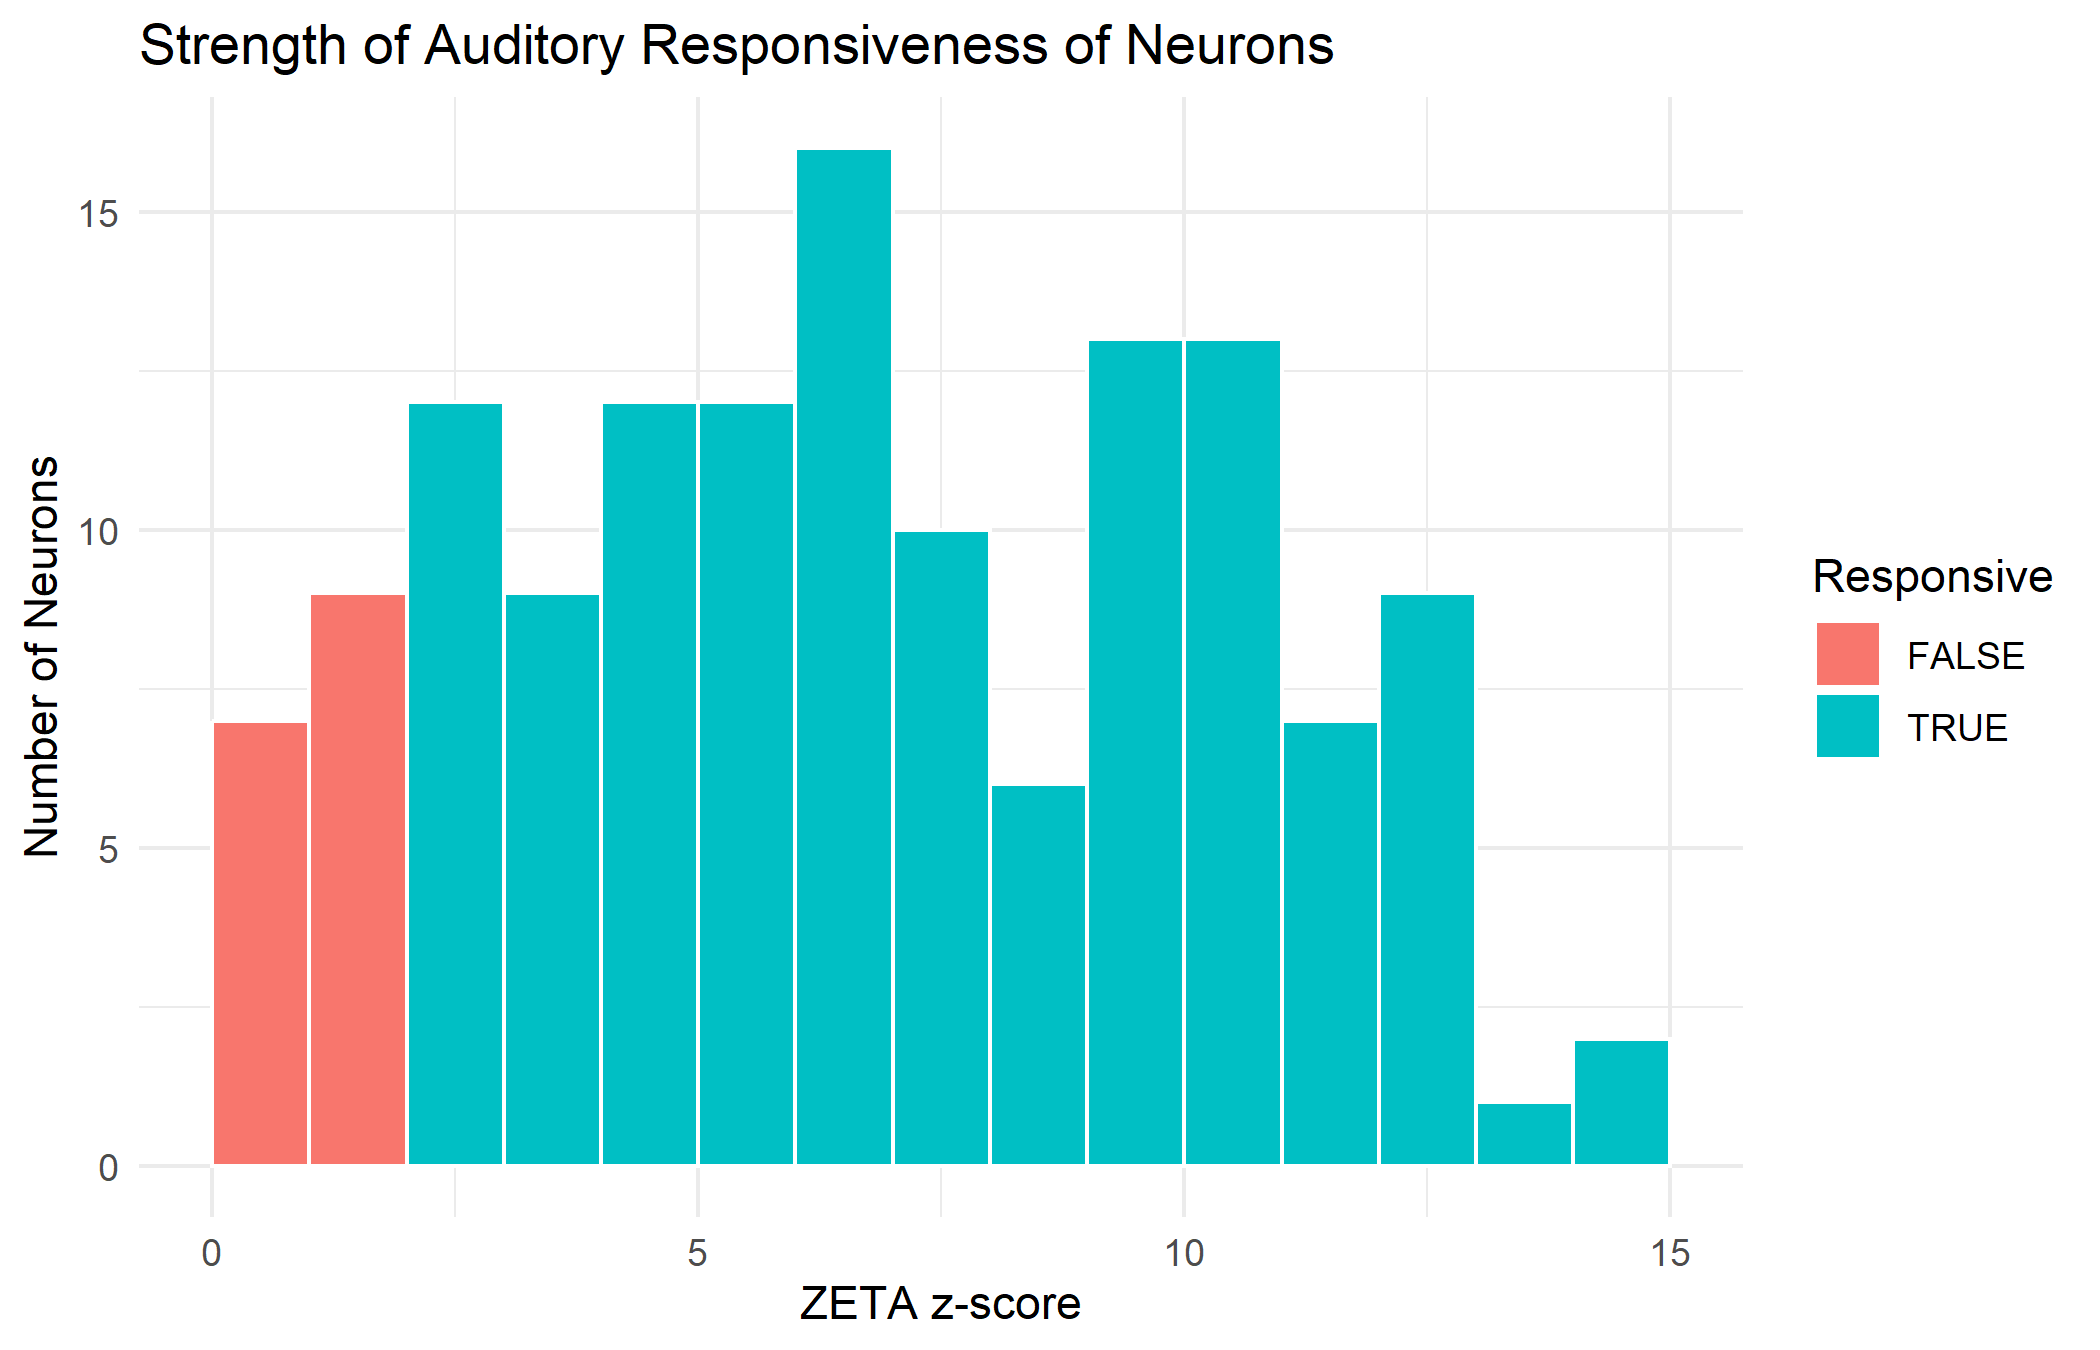 Strength of Auditory Responsiveness of Neurons
Number of Neurons
15
10
5
0
0 5 10 15
ZETA z-score
Responsive
FALSE
TRUE